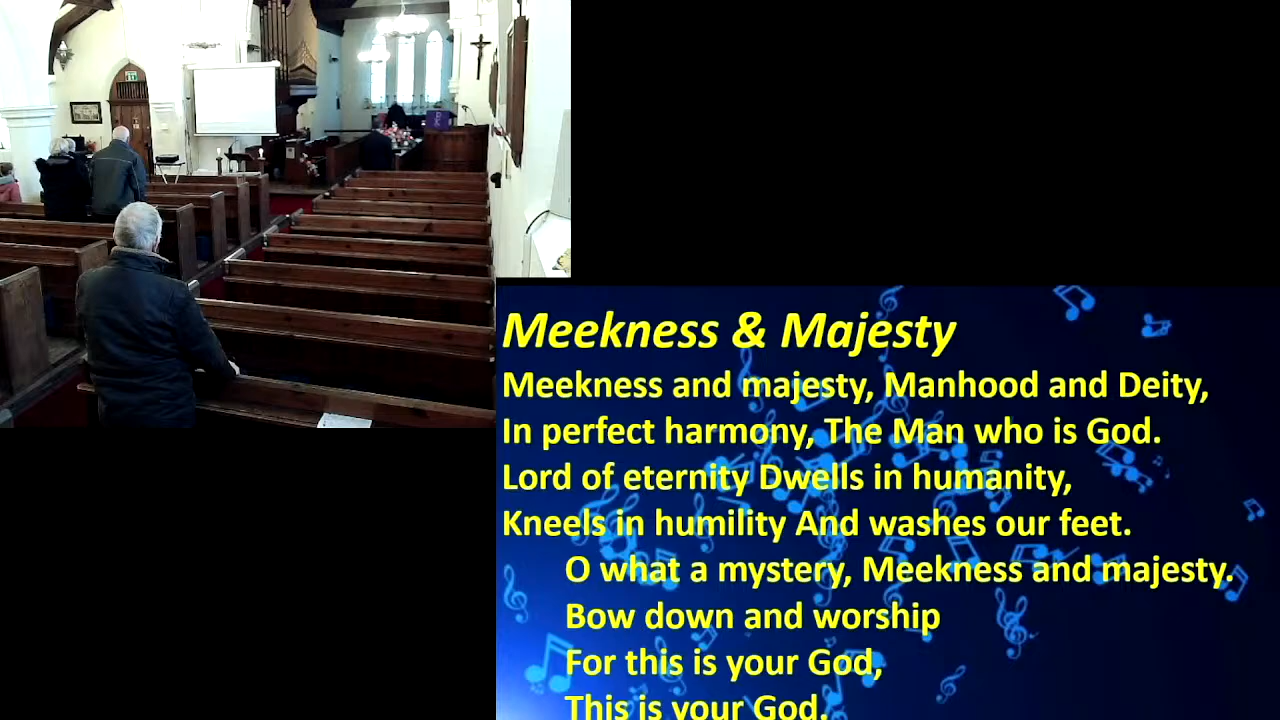 Meekness & Majesty
Meekness and majesty, Manhood and Deity,
In perfect harmony, The Man who is God.
Lord of eternity Dwells in humanity,
Kneels in humility And washes our feet.
O what a mystery, Meekness and majesty.
Bow down and worship
For this is your God,
This is your God.